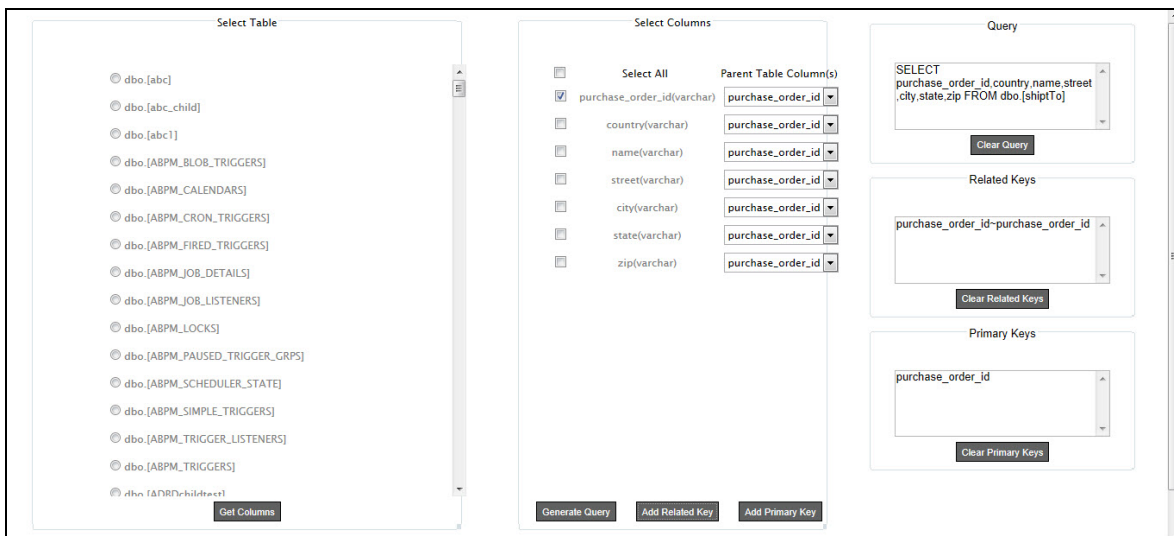 Select Table
dbo.[abc]
dbo.[abc_child]
dbo.[abc1]
dbo.[ABPM_BLOB_TRIGGERS]
dbo.[ABPM_CALENDARS]
dbo.[ABPM_CRON_TRIGGERS]
dbo.[ABPM_FIRED_TRIGGERS]
dbo.[ABPM_JOB_DETAILS]
dbo.[ABPM_JOB_LISTENERS]
dbo.[ABPM_LOCKS]
dbo.[ABPM_PAUSED_TRIGGER_GRPS]
dbo.[ABPM_SCHEDULER_STATE]
dbo.[ABPM_SIMPLE_TRIGGERS]
dbo.[ABPM_TRIGGER_LISTENERS]
dbo.[ABPM_TRIGGERS]
dbo.[ADBDchildtest]
Get Columns
Select Columns
Select All Parent Table Column(s)
purchase_order_id(varchar) purchase_order_id
country(varchar) purchase_order_id
name(varchar) purchase_order_id
street(varchar) purchase_order_id
city(varchar) purchase_order_id
state(varchar) purchase_order_id
zip(varchar) purchase_order_id
Generate Query Add Related Key Add Primary Key
Query
SELECT
purchase_order_id,country,name,street
,city,state,zip FROM dbo.[shiptTo]
Clear Query
Related Keys
purchase_order_id~purchase_order_id
Clear Related Keys
Primary Keys
purchase_order_id
Clear Primary Keys